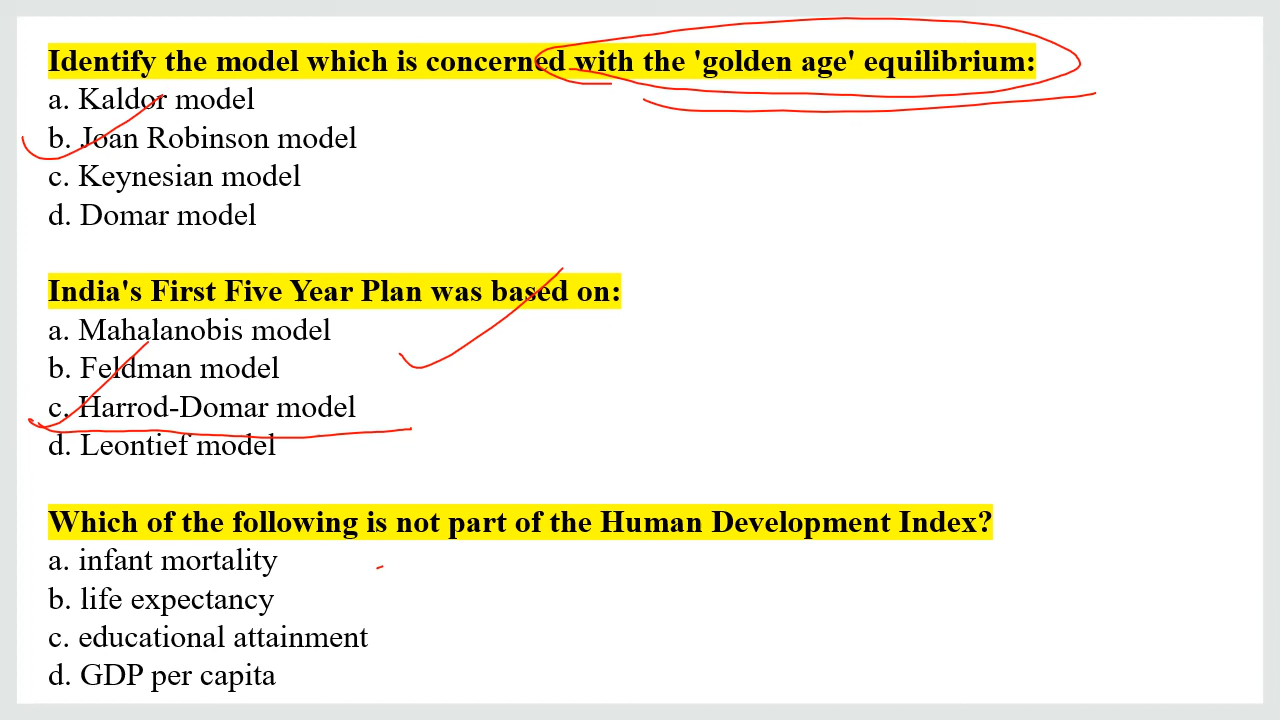 Identify the model which is concerned with the 'golden age' equilibrium:
a. Kaldor model
b. Joan Robinson model
c. Keynesian model
d. Domar model
India's First Five Year Plan was based on:
a. Mahalanobis model
b. Feldman model
c. Harrod-Domar model
d. Leontief model
Which of the following is not part of the Human Development Index?
a. infant mortality
b. life expectancy
c. educational attainment
d. GDP per capita